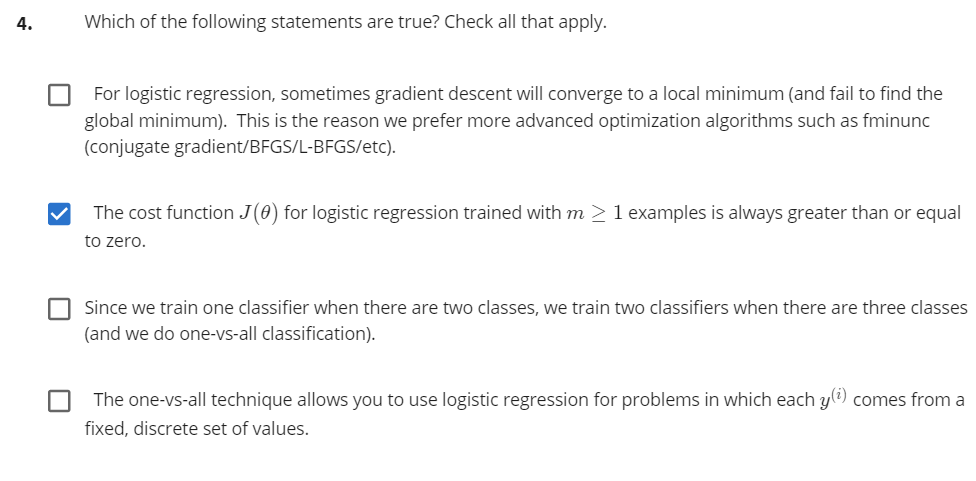 4. Which of the following statements are true? Check all that apply.
For logistic regression, sometimes gradient descent will converge to a local minimum (and fail to find the
global minimum). This is the reason we prefer more advanced optimization algorithms such as fminunc
(conjugate gradient/BFGS/L-BFGS/etc).
The cost function J(θ) for logistic regression trained with m ≥ 1 examples is always greater than or equal
to zero.
Since we train one classifier when there are two classes, we train two classifiers when there are three classes
(and we do one-vs-all classification).
The one-vs-all technique allows you to use logistic regression for problems in which each y⁽ⁱ⁾ comes from a
fixed, discrete set of values.